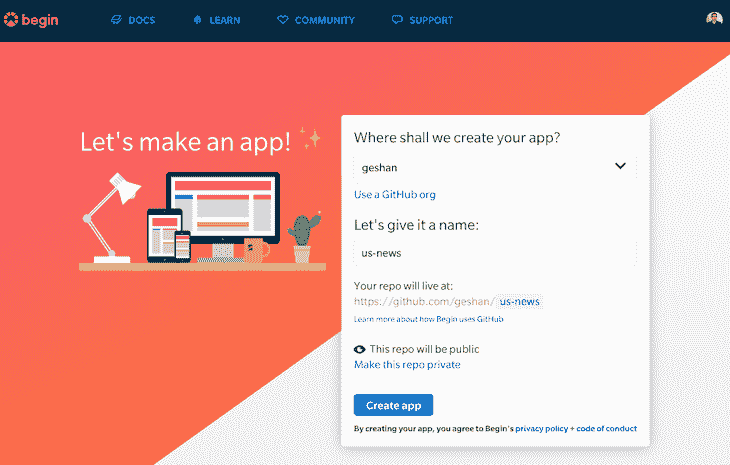 begin
DOCS
LEARN
COMMUNITY
SUPPORT
Let's make an app!
Where shall we create your app?
geshan
Use a GitHub org
Let's give it a name:
us-news
Your repo will live at:
https://github.com/geshan/ us-news
Learn more about how Begin uses GitHub
This repo will be public
Make this repo private
Create app
By creating your app, you agree to Begin's privacy policy + code of conduct